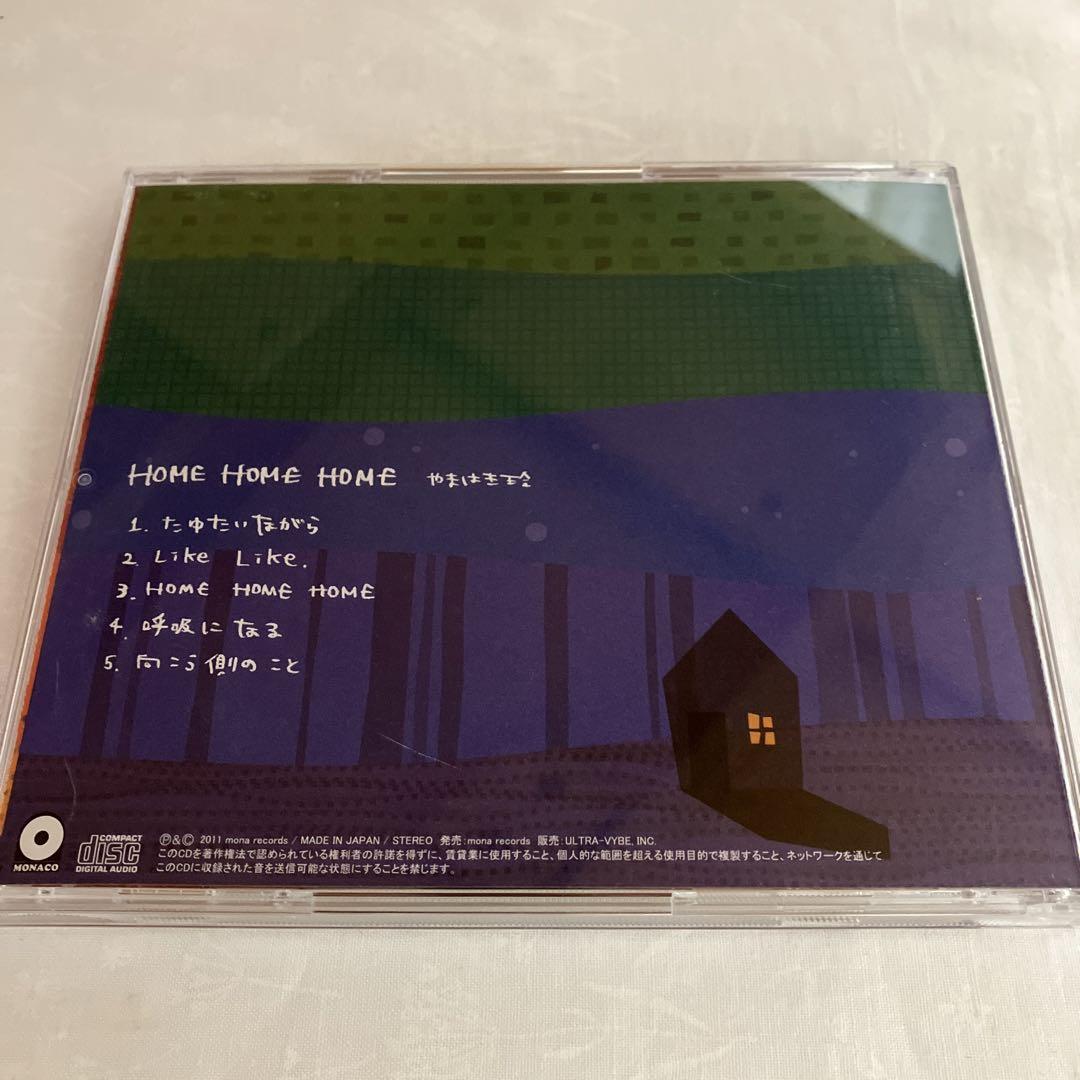 HOME HOME HOME やまはき玲
1. たゆたいながら
2. Like Like.
3. HOME HOME HOME
4. 呼吸になる
5. 向こう側のこと
MONACO
COMPACT
disc
DIGITAL AUDIO
Ⓟ&Ⓒ 2011 mona records / MADE IN JAPAN / STEREO 発売:mona records 販売:ULTRA-VYBE, INC.
このCDを著作権法で認められている権利者の許諾を得ずに、賃貸業に使用すること、個人的な範囲を超える使用目的で複製すること、ネットワークを通じて
このCDに収録された音を送信可能な状態にすることを禁じます。